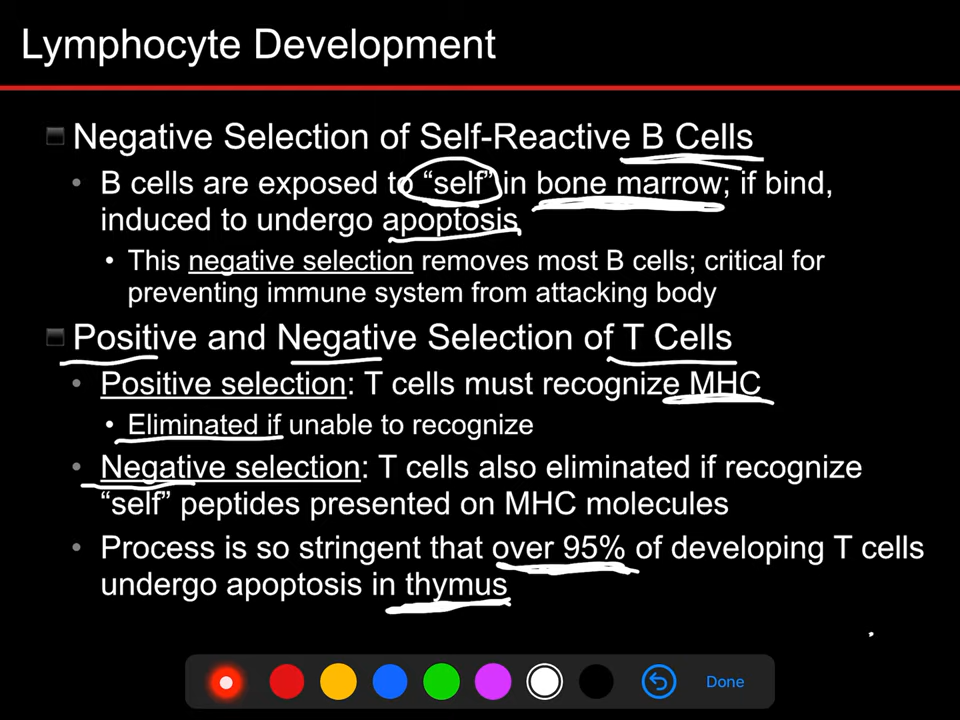 Lymphocyte Development
Negative Selection of Self-Reactive B Cells
• B cells are exposed to “self” in bone marrow; if bind,
induced to undergo apoptosis
• This negative selection removes most B cells; critical for
preventing immune system from attacking body
Positive and Negative Selection of T Cells
• Positive selection: T cells must recognize MHC
• Eliminated if unable to recognize
• Negative selection: T cells also eliminated if recognize
“self” peptides presented on MHC molecules
• Process is so stringent that over 95% of developing T cells
undergo apoptosis in thymus
Done